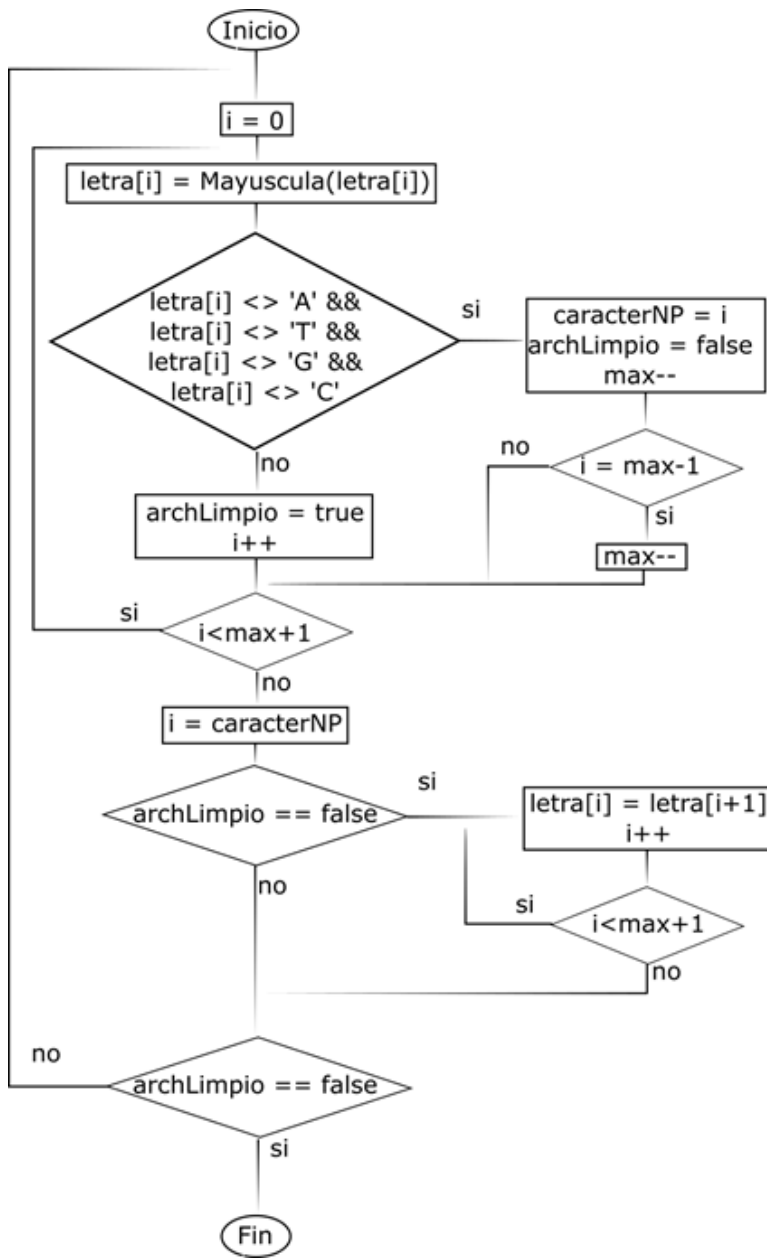 Inicio
i = 0
letra[i] = Mayuscula(letra[i])
letra[i] <> 'A' &&
letra[i] <> 'T' &&
letra[i] <> 'G' &&
letra[i] <> 'C'
si
caracterNP = i
archLimpio = false
max--
no
i = max-1
si
max--
no
archLimpio = true
i++
si
i<max+1
no
i = caracterNP
archLimpio == false
si
letra[i] = letra[i+1]
i++
si
i<max+1
no
no
no
archLimpio == false
si
Fin